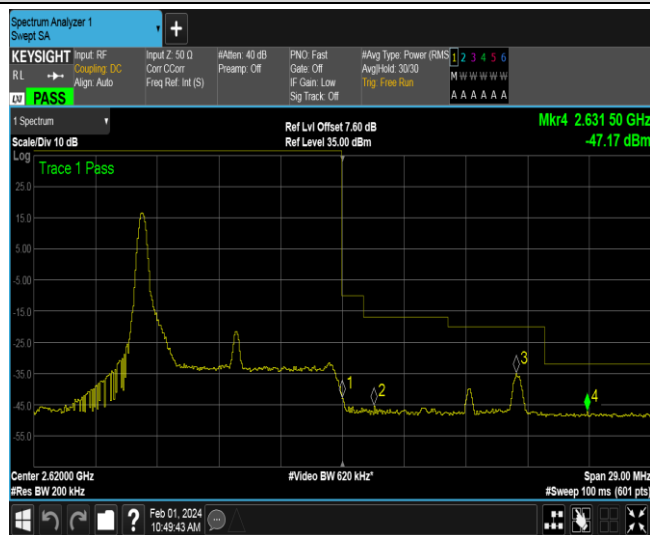 Spectrum Analyzer 1
Swept SA
+
KEYSIGHT Input: RF Input Z: 50 Ω #Atten: 40 dB PNO: Fast #Avg Type: Power (RMS 1 2 3 4 5 6
RL Coupling: DC Corr CCorr Preamp: Off Gate: Off Avg|Hold: 30/30 M W W W W W
Align: Auto Freq Ref: Int (S) IF Gain: Low Trig: Free Run
LXI PASS Sig Track: Off A A A A A A
1 Spectrum Ref Lvl Offset 7.60 dB Mkr4 2.631 50 GHz
Scale/Div 10 dB Ref Level 35.00 dBm -47.17 dBm
Log
Trace 1 Pass
25.0
15.0
5.00
-5.00
-15.0
-25.0
3
-35.0
1
2
4
-45.0
-55.0
Center 2.62000 GHz #Video BW 620 kHz* Span 29.00 MHz
#Res BW 200 kHz #Sweep 100 ms (601 pts)
? Feb 01, 2024
10:49:43 AM